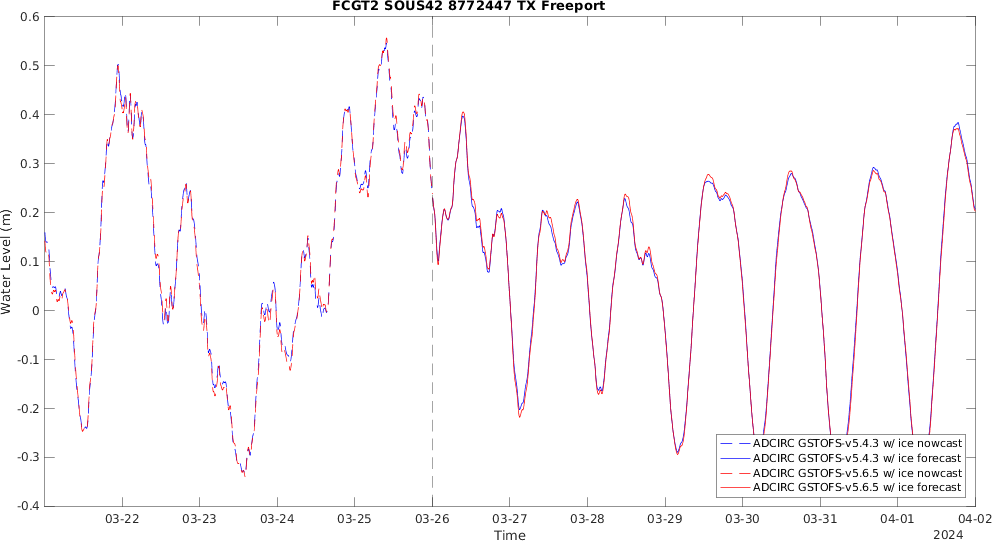 FCGT2 SOUS42 8772447 TX Freeport
0.6
0.5
0.4
0.3
0.2
0.1
0
-0.1
-0.2
-0.3
-0.4
Water Level (m)
ADCIRC GSTOFS-v5.4.3 w/ ice nowcast
ADCIRC GSTOFS-v5.4.3 w/ ice forecast
ADCIRC GSTOFS-v5.6.5 w/ ice nowcast
ADCIRC GSTOFS-v5.6.5 w/ ice forecast
03-22 03-23 03-24 03-25 03-26 03-27 03-28 03-29 03-30 03-31 04-01 04-02
Time
2024